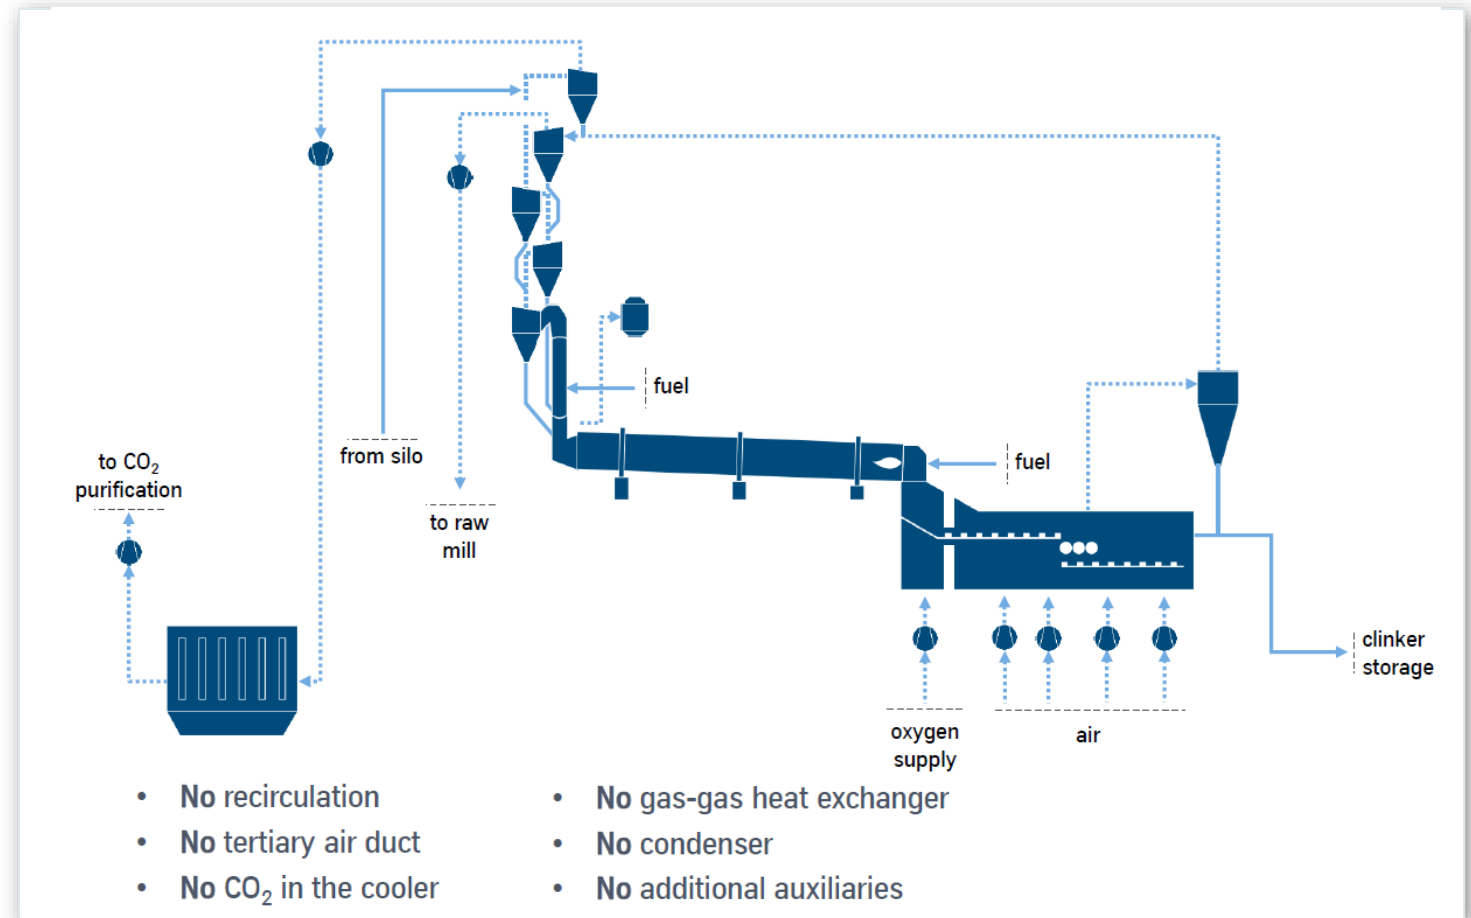 fuel
from silo
to CO₂
purification
fuel
to raw
mill
clinker
storage
oxygen
supply
air
• No recirculation
• No tertiary air duct
• No CO₂ in the cooler
• No gas-gas heat exchanger
• No condenser
• No additional auxiliaries